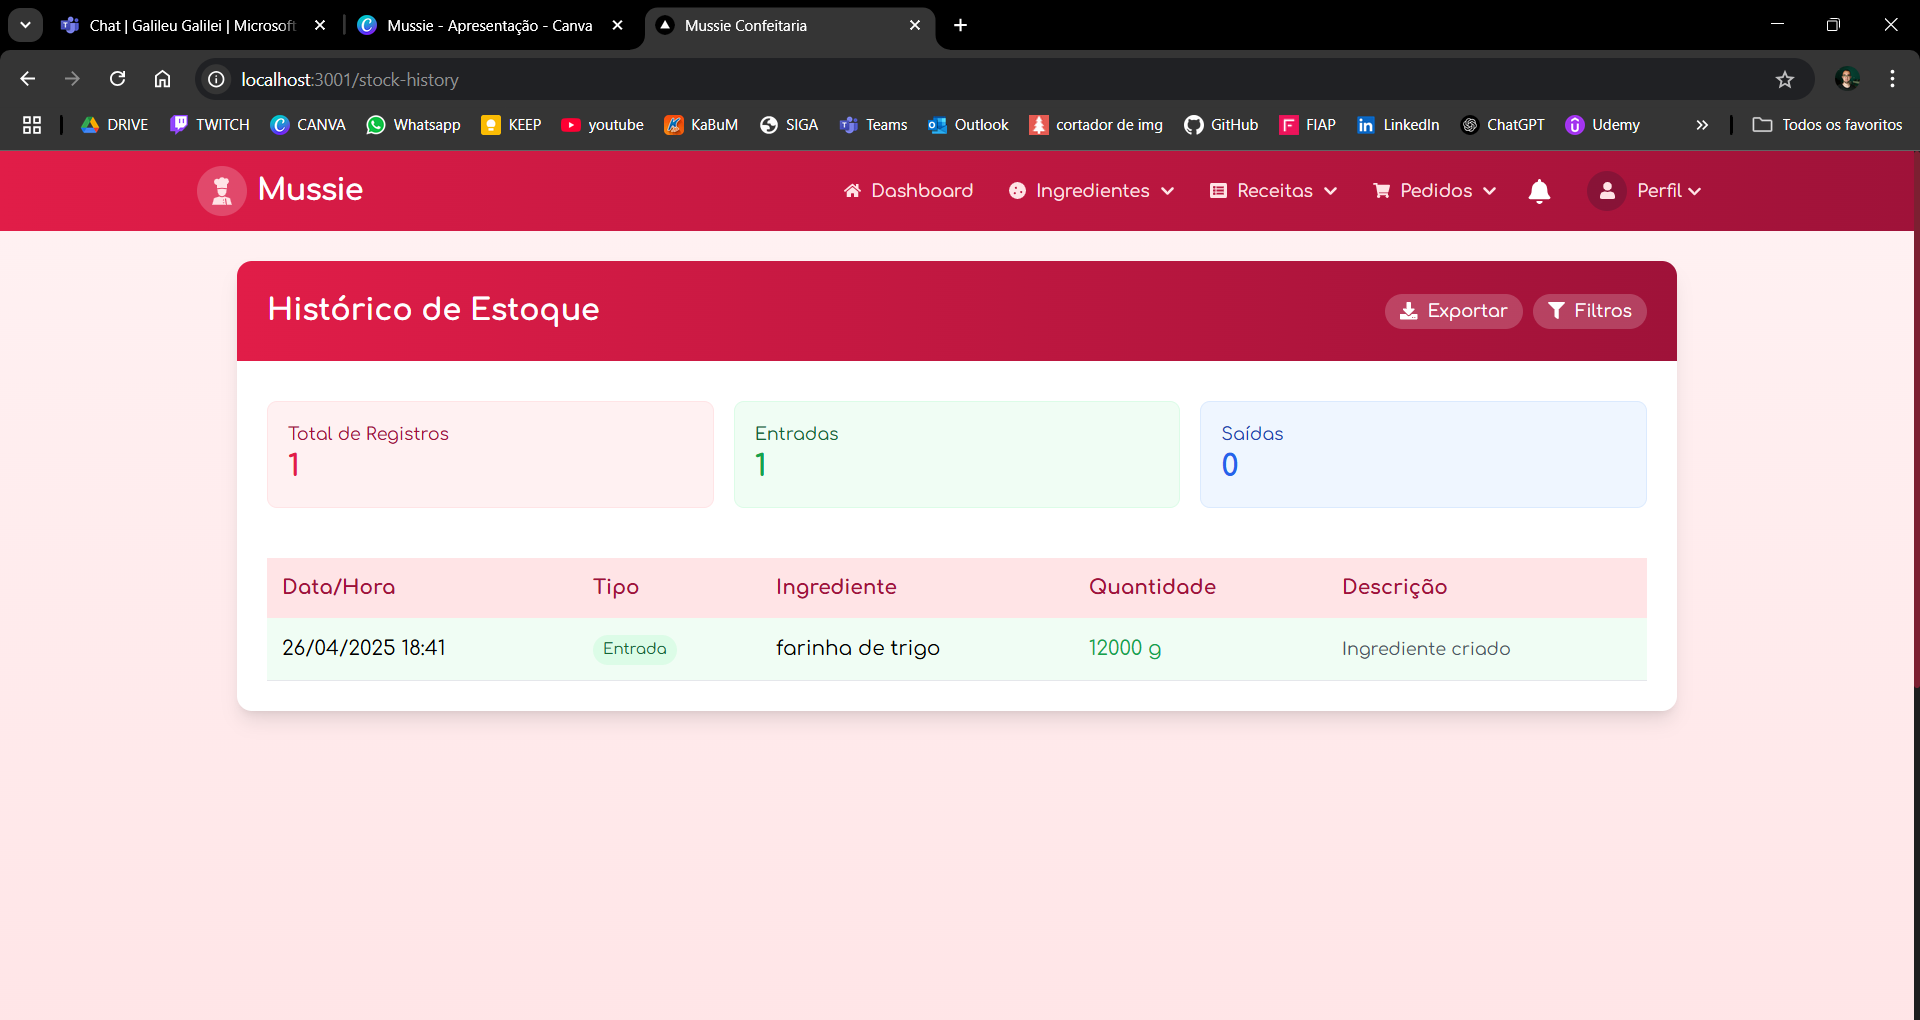 Chat | Galileu Galilei | Microsoft
Mussie - Apresentação - Canva
Mussie Confeitaria
localhost:3001/stock-history
DRIVE
TWITCH
CANVA
Whatsapp
KEEP
youtube
KaBuM
SIGA
Teams
Outlook
cortador de img
GitHub
FIAP
LinkedIn
ChatGPT
Udemy
Todos os favoritos
Mussie
Dashboard
Ingredientes
Receitas
Pedidos
Perfil
Histórico de Estoque
Exportar
Filtros
Total de Registros
1
Entradas
1
Saídas
0
Data/Hora Tipo Ingrediente Quantidade Descrição
26/04/2025 18:41 Entrada farinha de trigo 12000 g Ingrediente criado